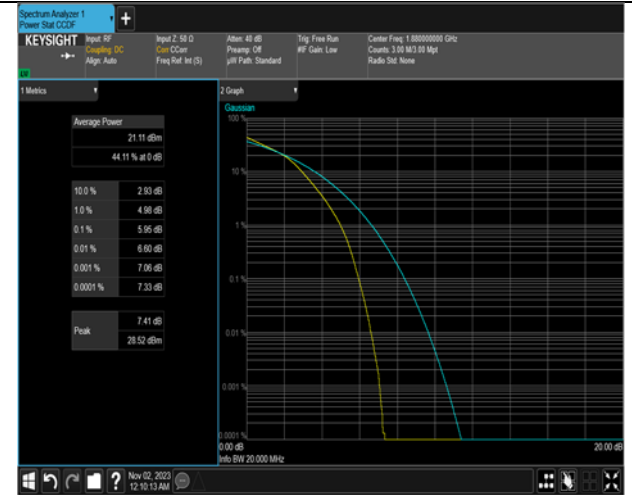 Spectrum Analyzer 1
Power Stat CCDF
+
KEYSIGHT
Input: RF
Coupling: DC
Align: Auto
Input Z: 50 Ω
Corr CCorr
Freq Ref: Int (S)
Atten: 40 dB
Preamp: Off
µW Path: Standard
Trig: Free Run
#IF Gain: Low
Center Freq: 1.880000000 GHz
Counts: 3.00 M/3.00 Mpt
Radio Std: None
1 Metrics
Average Power
21.11 dBm
44.11 % at 0 dB
10.0 % 2.93 dB
1.0 % 4.98 dB
0.1 % 5.95 dB
0.01 % 6.60 dB
0.001 % 7.06 dB
0.0001 % 7.33 dB
Peak
7.41 dB
28.52 dBm
2 Graph
Gaussian
100 %
10 %
1 %
0.1 %
0.01 %
0.001 %
0.0001 %
0.00 dB 20.00 dB
Info BW 20.000 MHz
?
Nov 02, 2023
12:10:13 AM